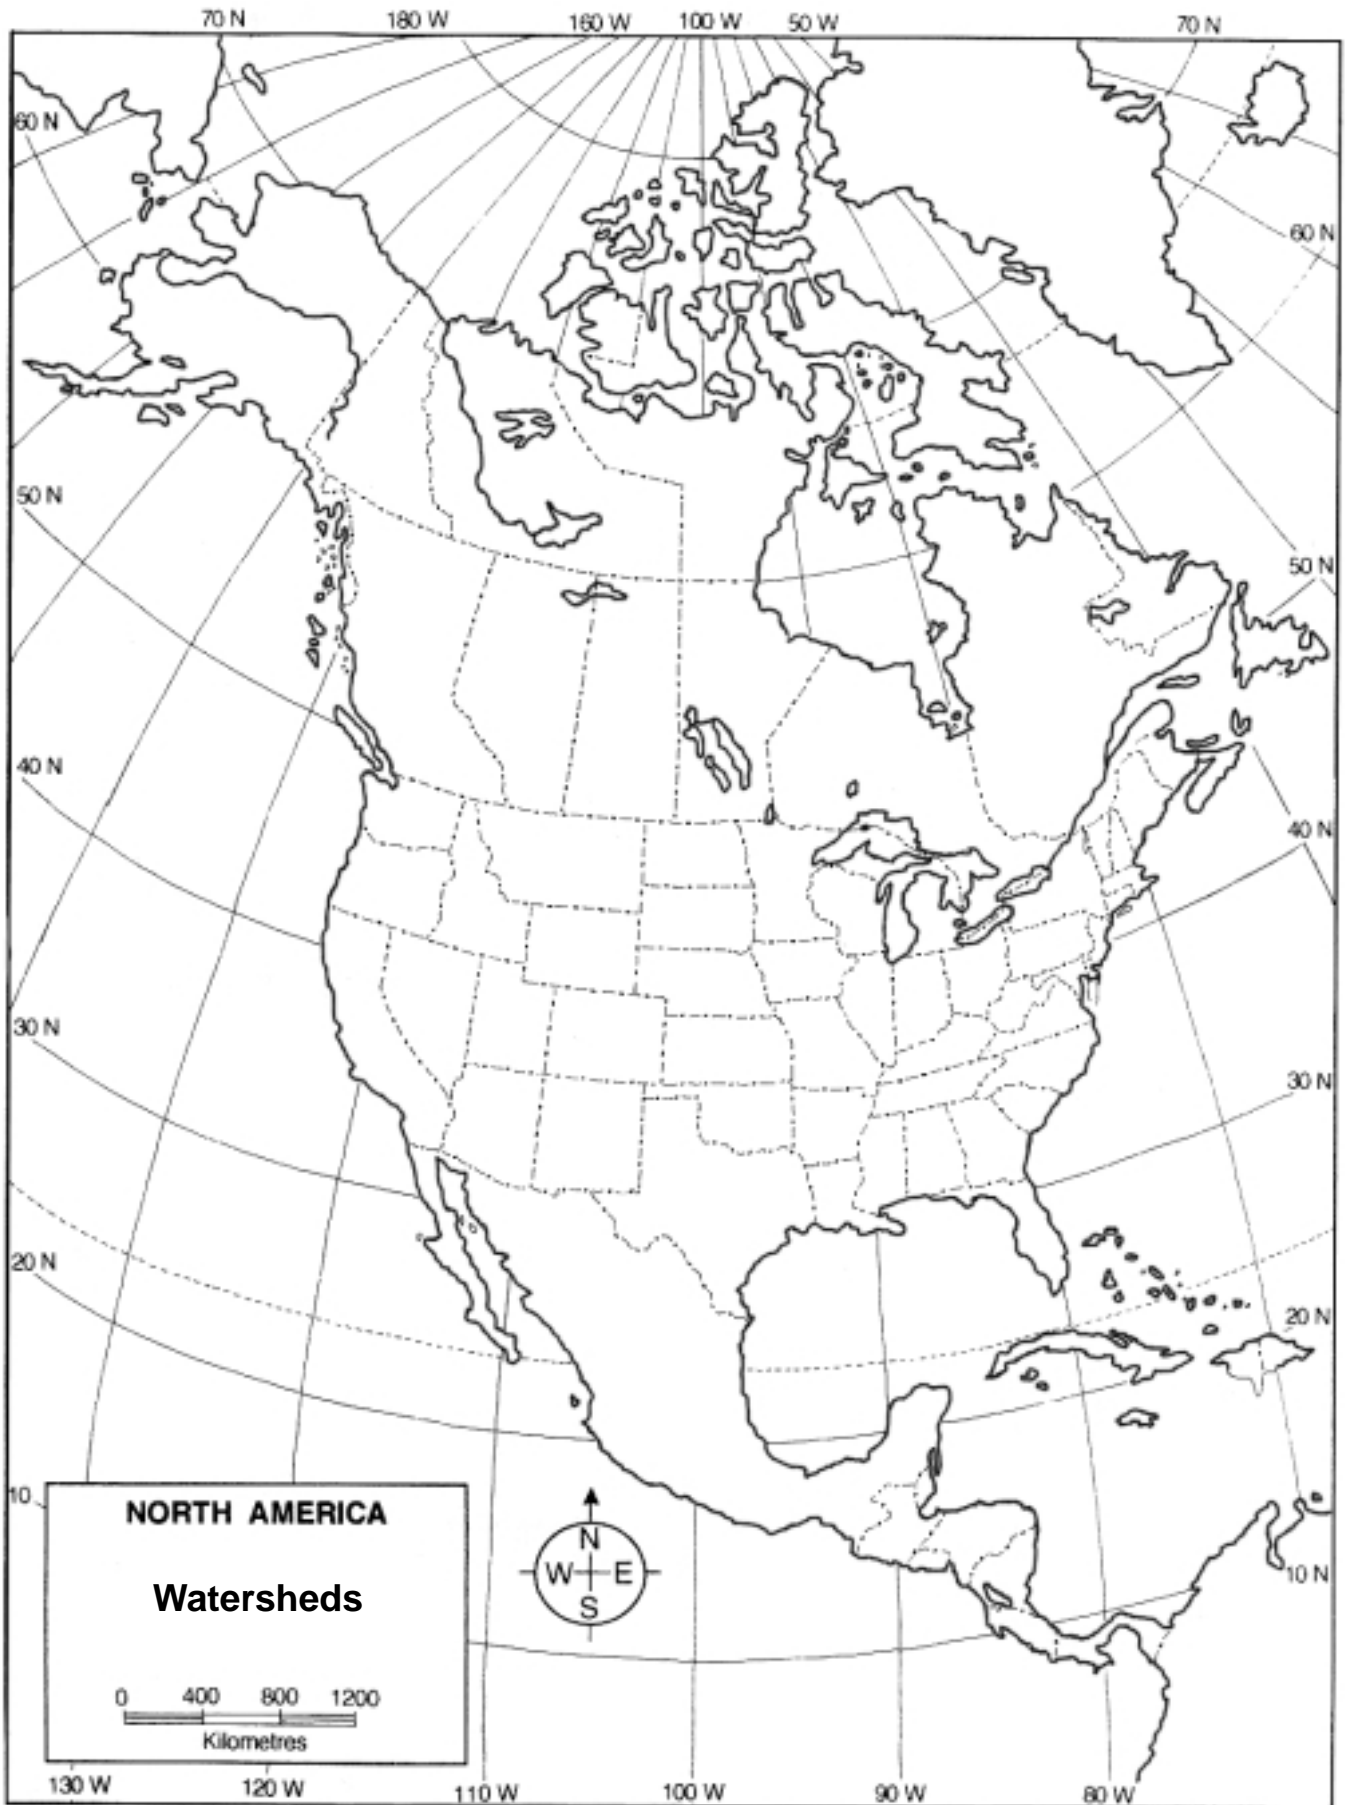 70 N 180 W 160 W 100 W 50 W 70 N
60 N
60 N
50 N
50 N
40 N
40 N
30 N
30 N
20 N
20 N
10
10 N
NORTH AMERICA
Watersheds
0 400 800 1200
Kilometres
N
W E
S
130 W 120 W 110 W 100 W 90 W 80 W